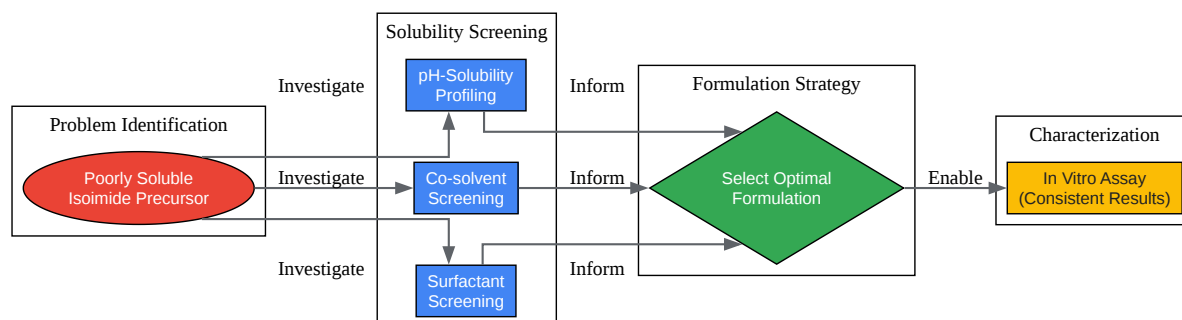 Problem Identification
Poorly Soluble
Isoimide Precursor
Investigate
Investigate
Investigate
Solubility Screening
pH-Solubility
Profiling
Co-solvent
Screening
Surfactant
Screening
Inform
Inform
Inform
Formulation Strategy
Select Optimal
Formulation
Enable
Characterization
In Vitro Assay
(Consistent Results)